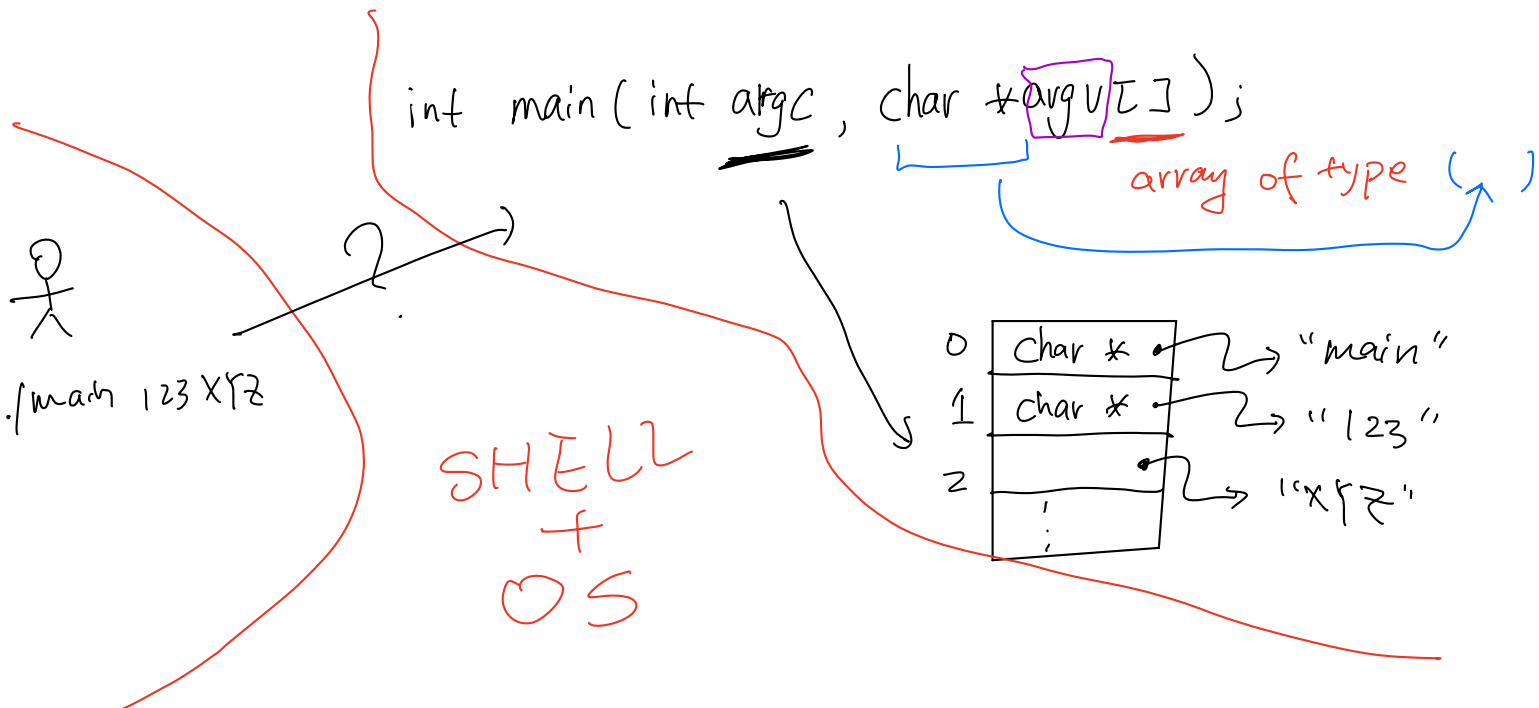 int main(int argc, char *argv[]);
array of type ( )
?
./main 123 XYZ
SHELL
+
OS
0 char * "main"
1 char * "123"
2 "XYZ"